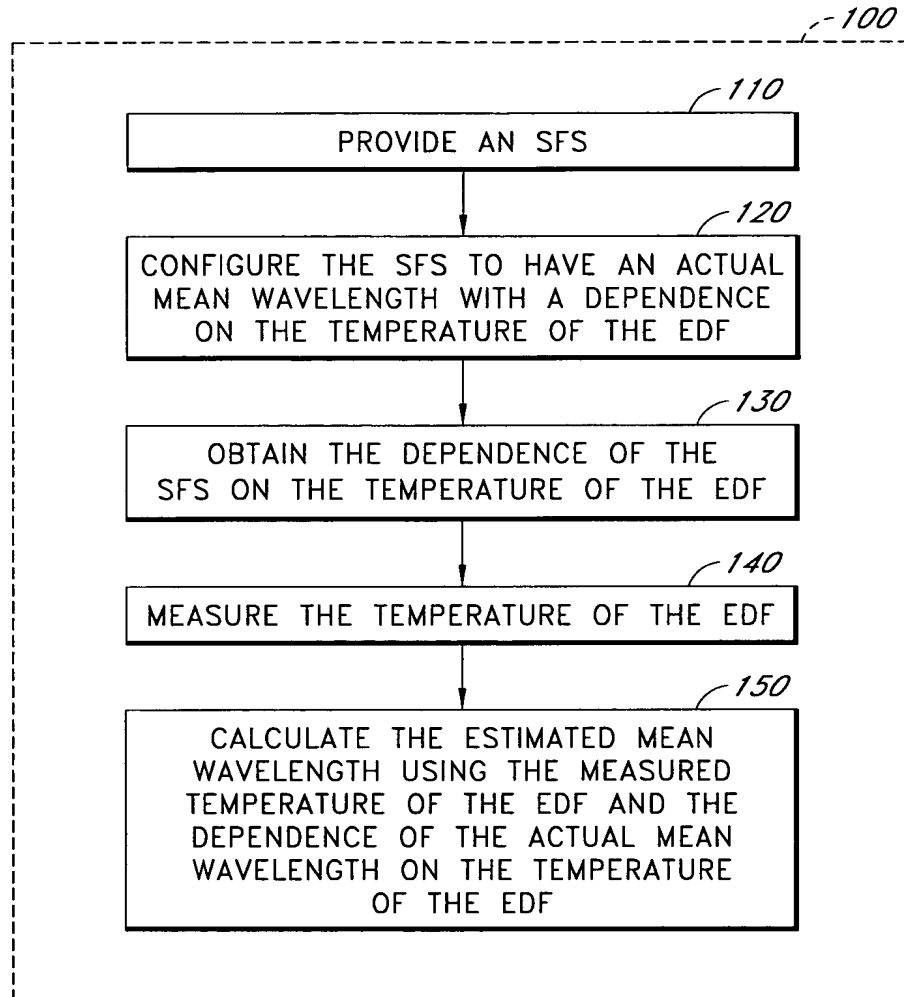 100
110
PROVIDE AN SFS
120
CONFIGURE THE SFS TO HAVE AN ACTUAL
MEAN WAVELENGTH WITH A DEPENDENCE
ON THE TEMPERATURE OF THE EDF
130
OBTAIN THE DEPENDENCE OF THE
SFS ON THE TEMPERATURE OF THE EDF
140
MEASURE THE TEMPERATURE OF THE EDF
150
CALCULATE THE ESTIMATED MEAN
WAVELENGTH USING THE MEASURED
TEMPERATURE OF THE EDF AND THE
DEPENDENCE OF THE ACTUAL MEAN
WAVELENGTH ON THE TEMPERATURE
OF THE EDF